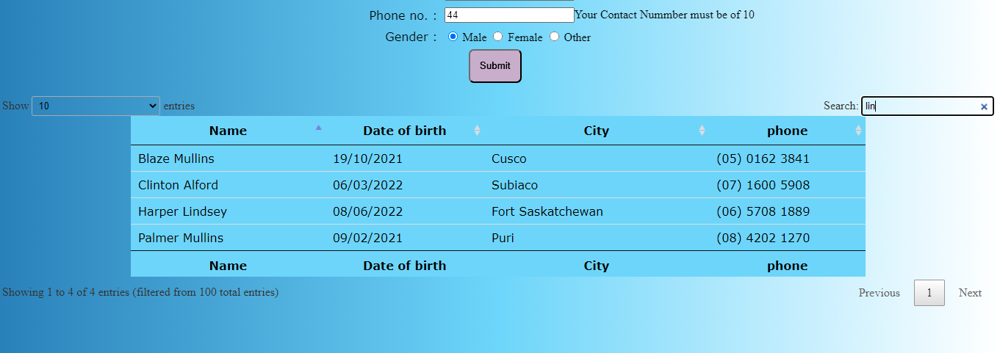 Phone no. : 44 Your Contact Nummber must be of 10
Gender : Male Female Other
Submit
Show 10 entries Search: lin
Name Date of birth City phone
Blaze Mullins 19/10/2021 Cusco (05) 0162 3841
Clinton Alford 06/03/2022 Subiaco (07) 1600 5908
Harper Lindsey 08/06/2022 Fort Saskatchewan (06) 5708 1889
Palmer Mullins 09/02/2021 Puri (08) 4202 1270
Name Date of birth City phone
Showing 1 to 4 of 4 entries (filtered from 100 total entries) Previous 1 Next